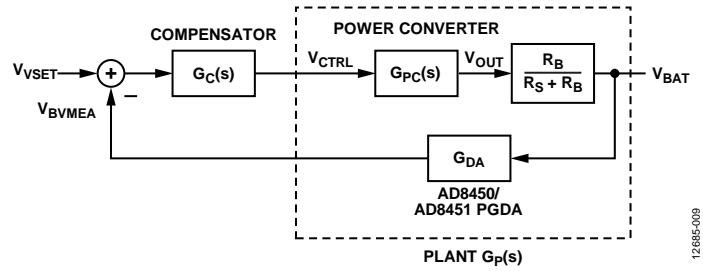 POWER CONVERTER
COMPENSATOR
V_VSET
+
−
G_C(s)
V_CTRL
G_PC(s)
V_OUT
R_B
R_S + R_B
V_BAT
V_BVMEA
G_DA
AD8450/
AD8451 PGDA
PLANT G_P(s)
12685-009